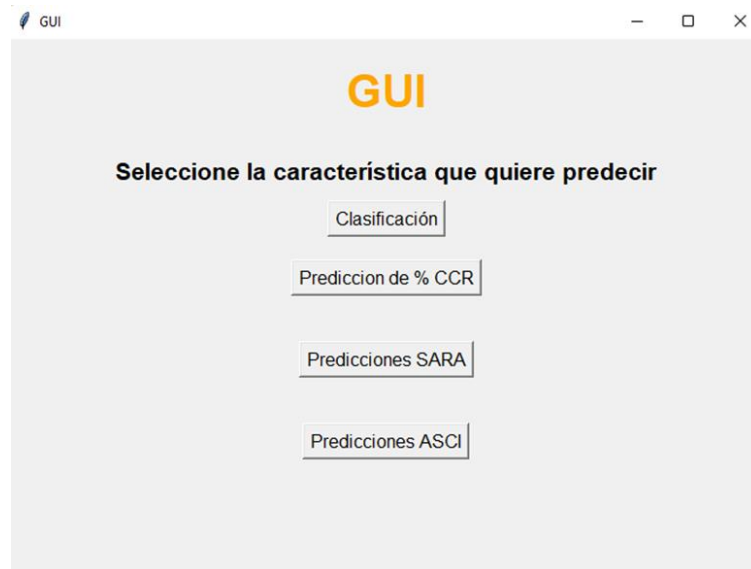 GUI
GUI
Seleccione la característica que quiere predecir
Clasificación
Prediccion de % CCR
Predicciones SARA
Predicciones ASCI